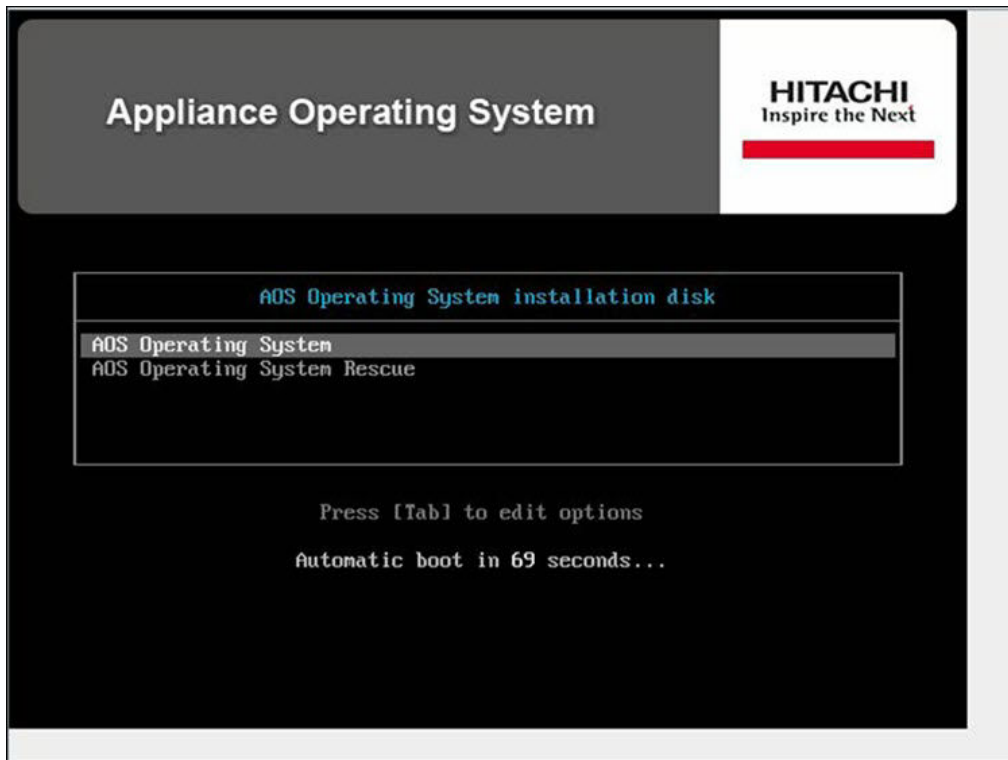 Appliance Operating System
HITACHI
Inspire the Next
AOS Operating System installation disk
AOS Operating System
AOS Operating System Rescue
Press [Tab] to edit options
Automatic boot in 69 seconds...